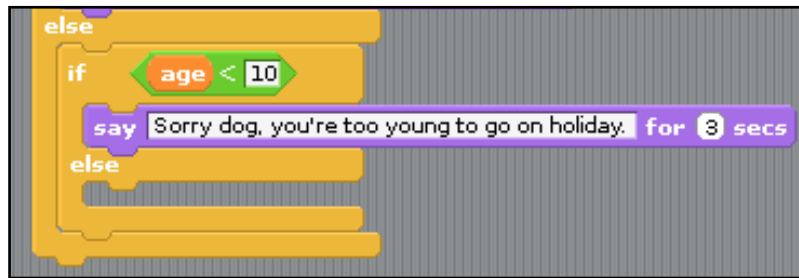 else
if age < 10
say Sorry dog, you're too young to go on holiday. for 3 secs
else